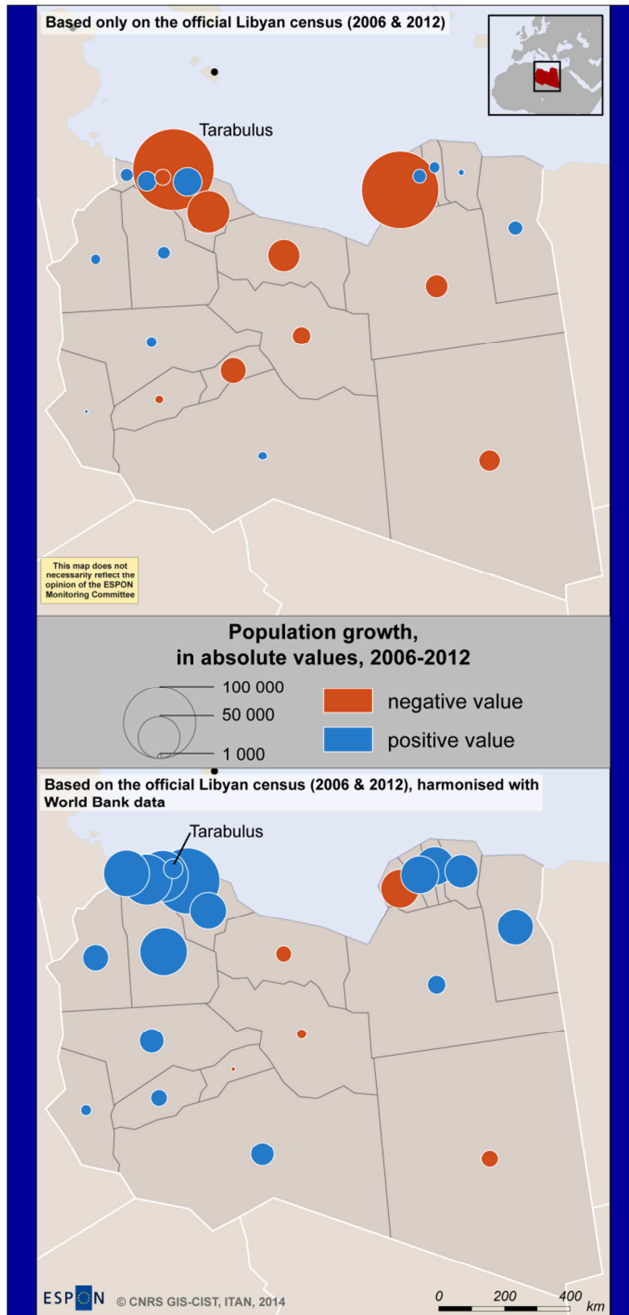 Based only on the official Libyan census (2006 & 2012)
Tarabulus
This map does not
necessarily reflect the
opinion of the ESPON
Monitoring Committee
Population growth,
in absolute values, 2006-2012
100 000
50 000
1 000
negative value
positive value
Based on the official Libyan census (2006 & 2012), harmonised with
World Bank data
Tarabulus
ESPON © CNRS GIS-CIST, ITAN, 2014
0 200 400
km